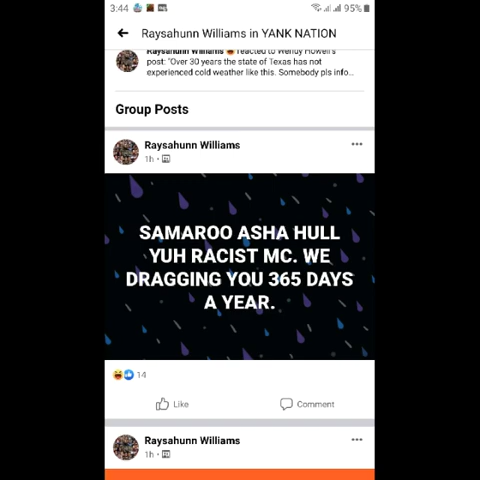 3:44 95%
Raysahunn Williams in YANK NATION
Raysahunn Williams 😆 reacted to Wendy Howell's
post: "Over 30 years the state of Texas has not
experienced cold weather like this. Somebody pls info...
Group Posts
Raysahunn Williams
1h •
SAMAROO ASHA HULL
YUH RACIST MC. WE
DRAGGING YOU 365 DAYS
A YEAR.
14
Like Comment
Raysahunn Williams
1h •